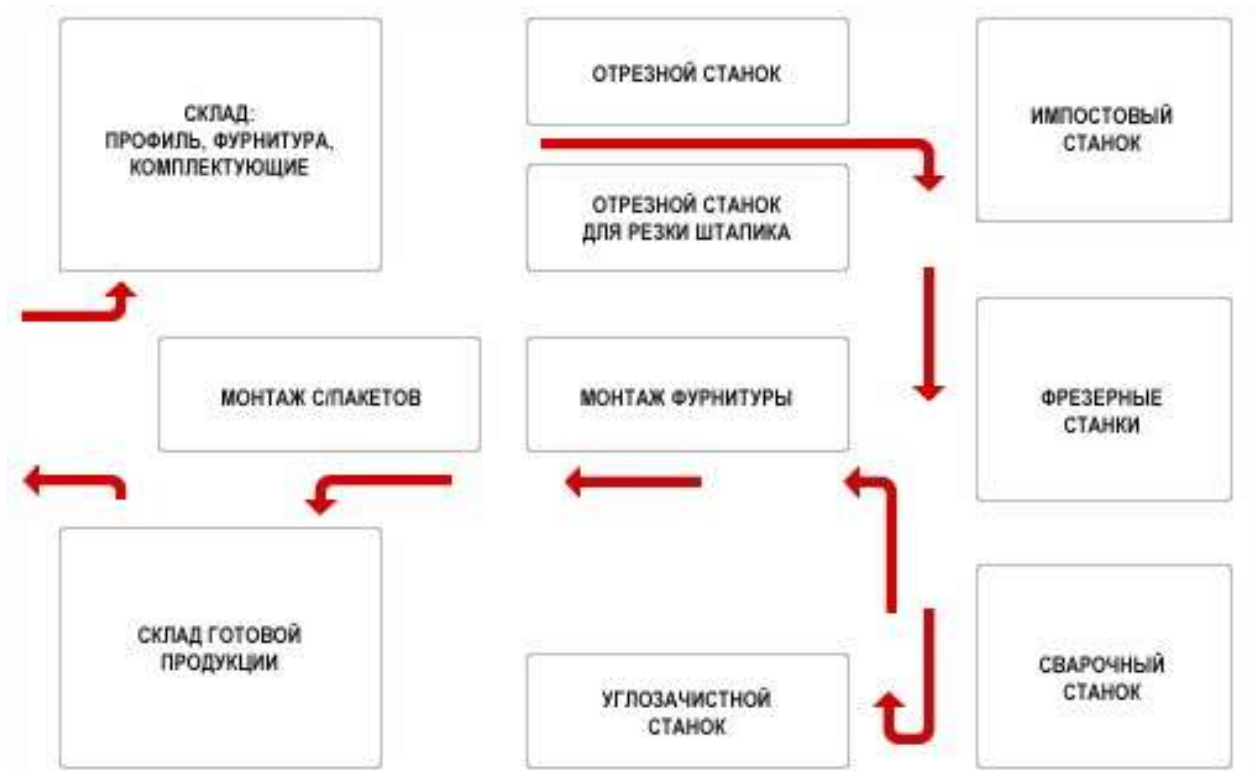 СКЛАД:
ПРОФИЛЬ, ФУРНИТУРА,
КОМПЛЕКТУЮЩИЕ
ОТРЕЗНОЙ СТАНОК
ИМПОСТОВЫЙ
СТАНОК
ОТРЕЗНОЙ СТАНОК
ДЛЯ РЕЗКИ ШТАПИКА
МОНТАЖ С/ПАКЕТОВ
МОНТАЖ ФУРНИТУРЫ
ФРЕЗЕРНЫЕ
СТАНКИ
СКЛАД ГОТОВОЙ
ПРОДУКЦИИ
УГЛОЗАЧИСТНОЙ
СТАНОК
СВАРОЧНЫЙ
СТАНОК